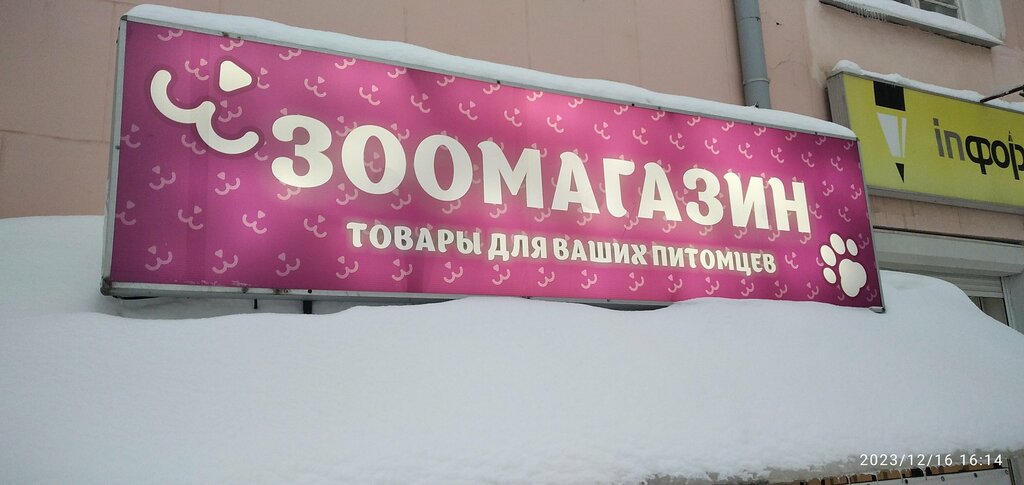 ЗООМАГАЗИН
ТОВАРЫ ДЛЯ ВАШИХ ПИТОМЦЕВ
2023/12/16 16:14